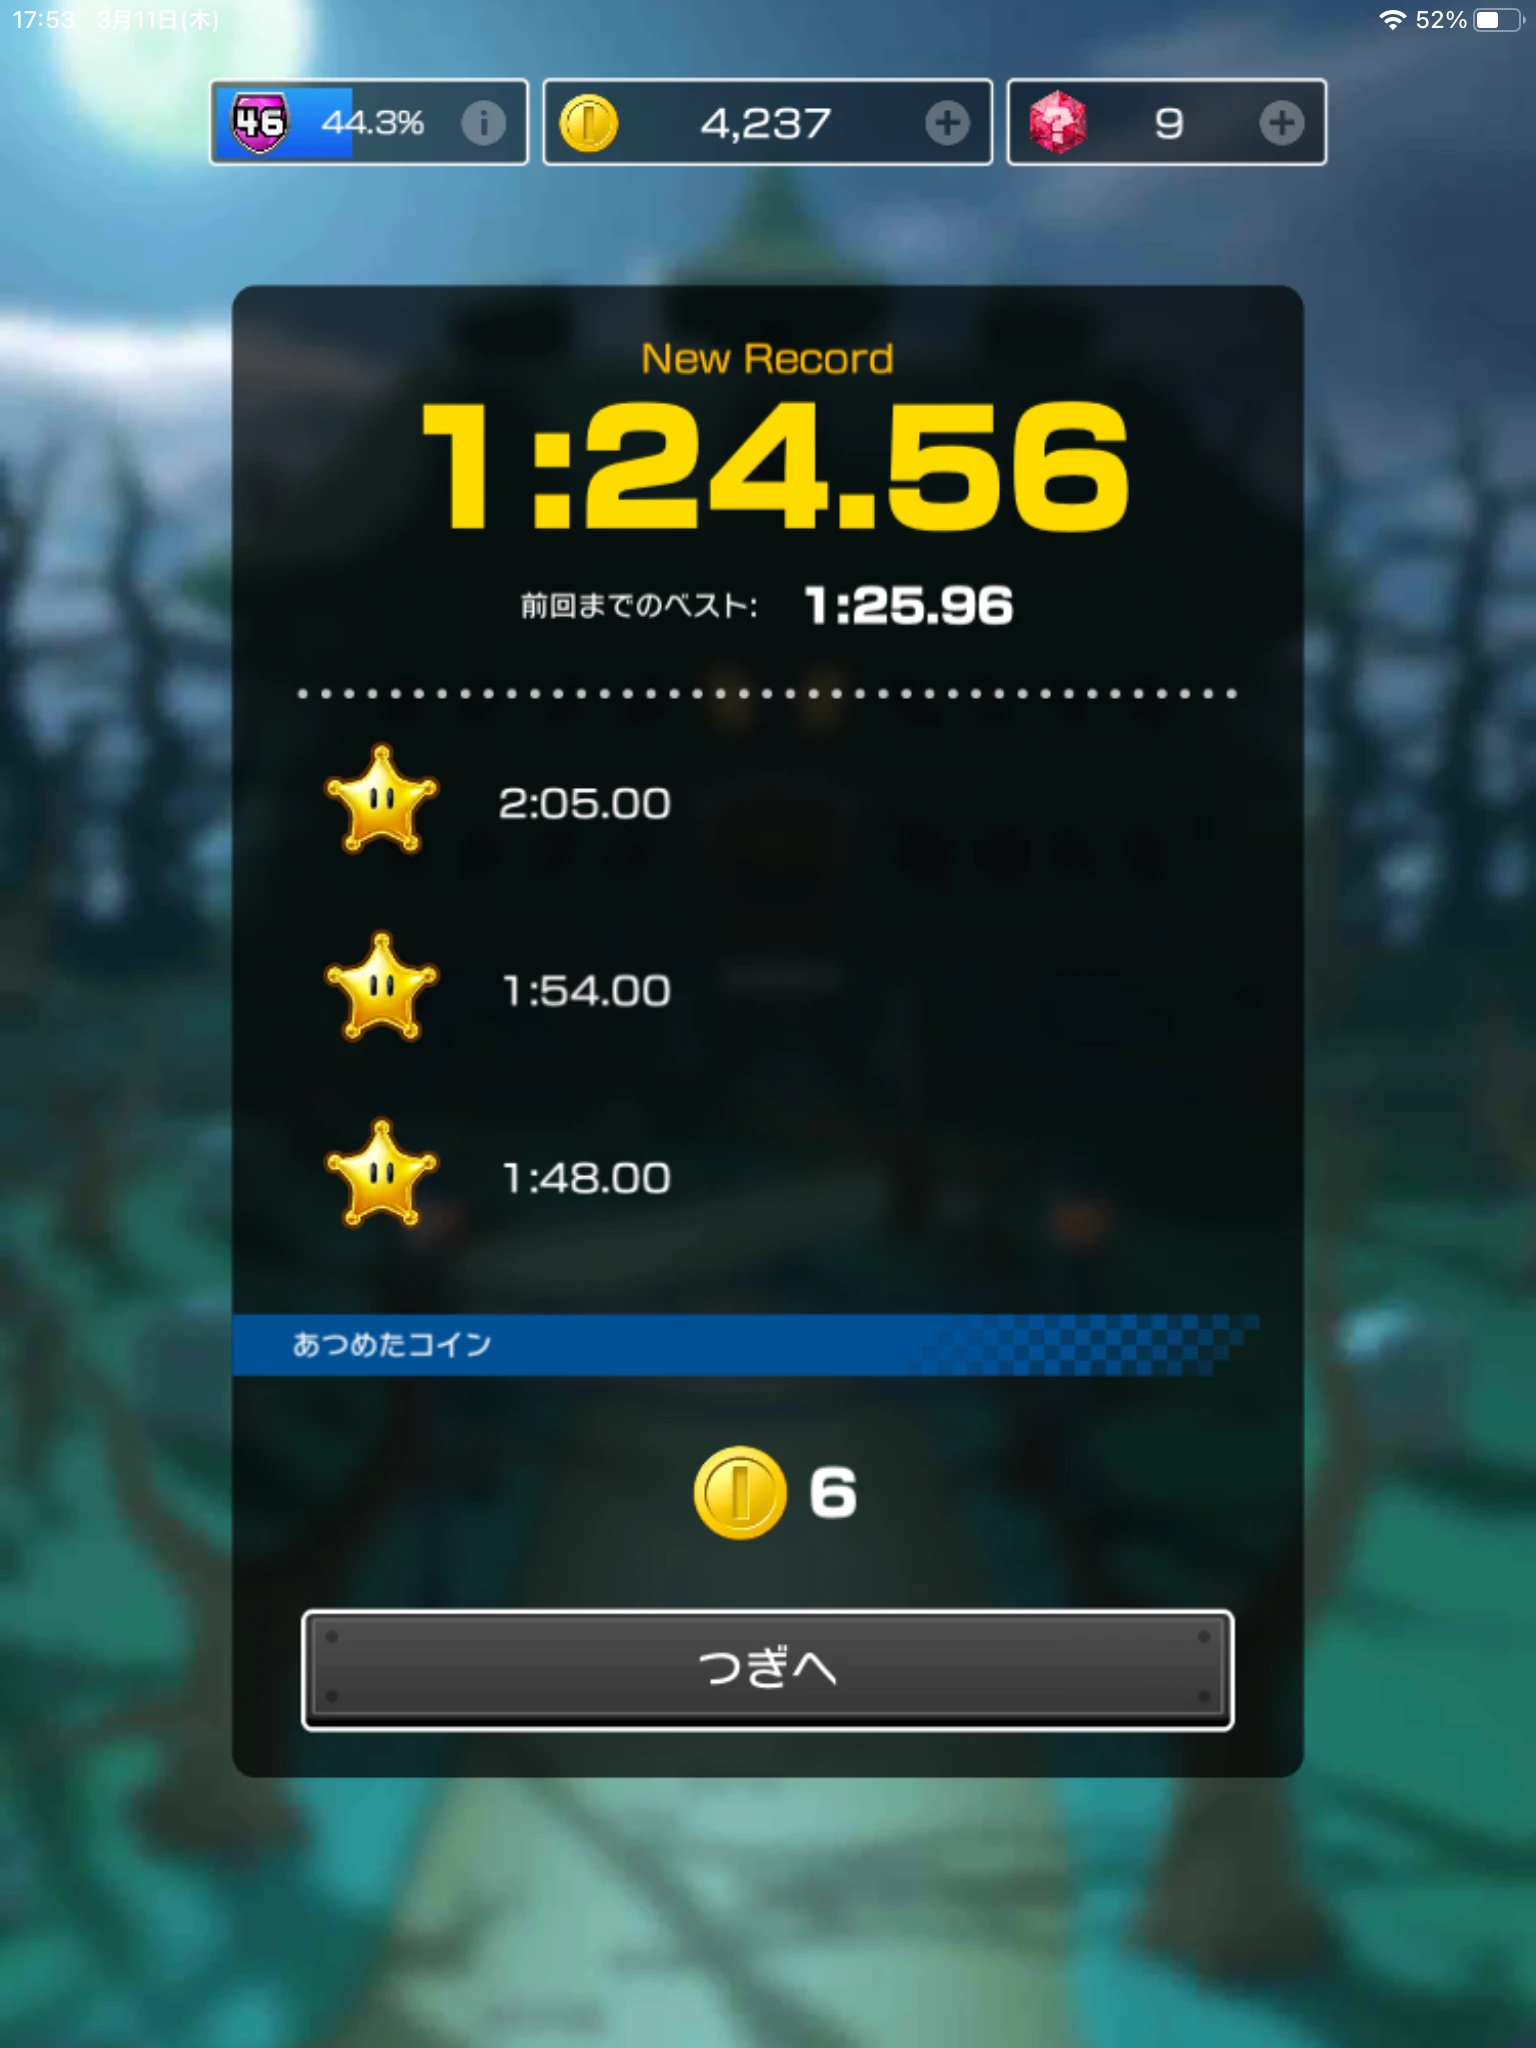 17:53 3月11日(木)
52%
46 44.3% i
4,237 +
? 9 +
New Record
1:24.56
前回までのベスト: 1:25.96
2:05.00
1:54.00
1:48.00
あつめたコイン
6
つぎへ